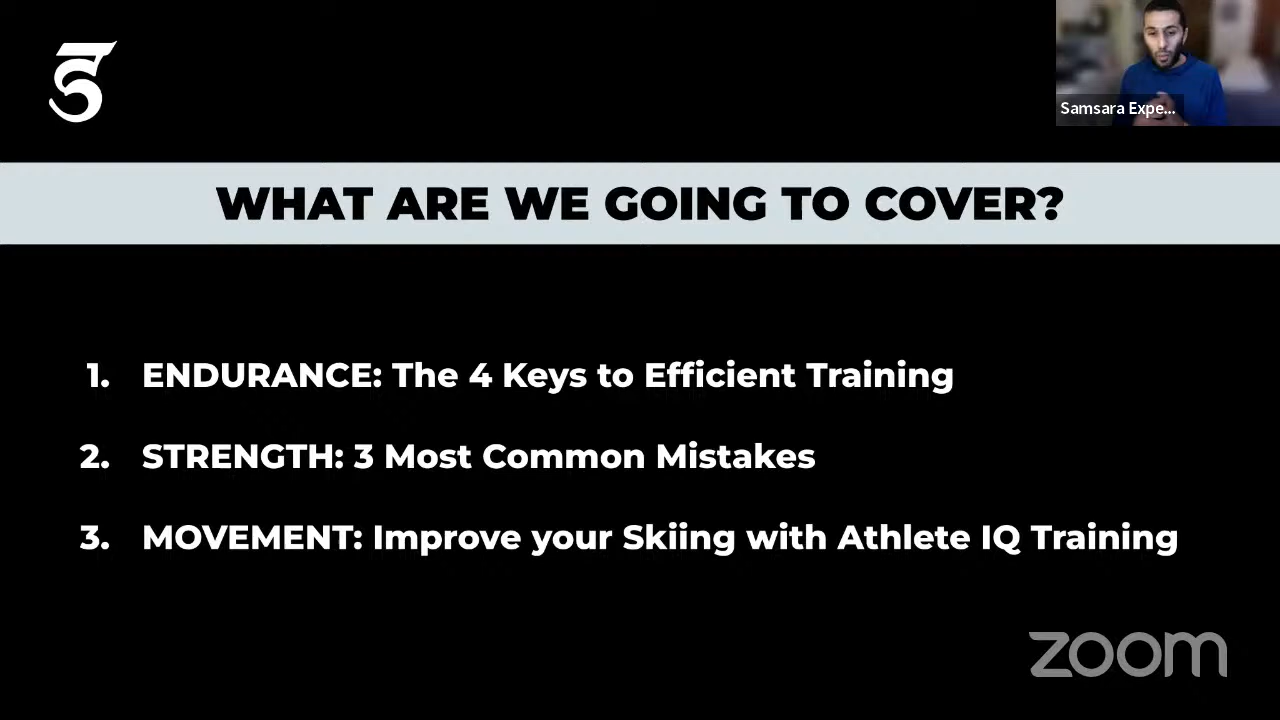 Samsara Expe...
WHAT ARE WE GOING TO COVER?
1. ENDURANCE: The 4 Keys to Efficient Training
2. STRENGTH: 3 Most Common Mistakes
3. MOVEMENT: Improve your Skiing with Athlete IQ Training
zoom